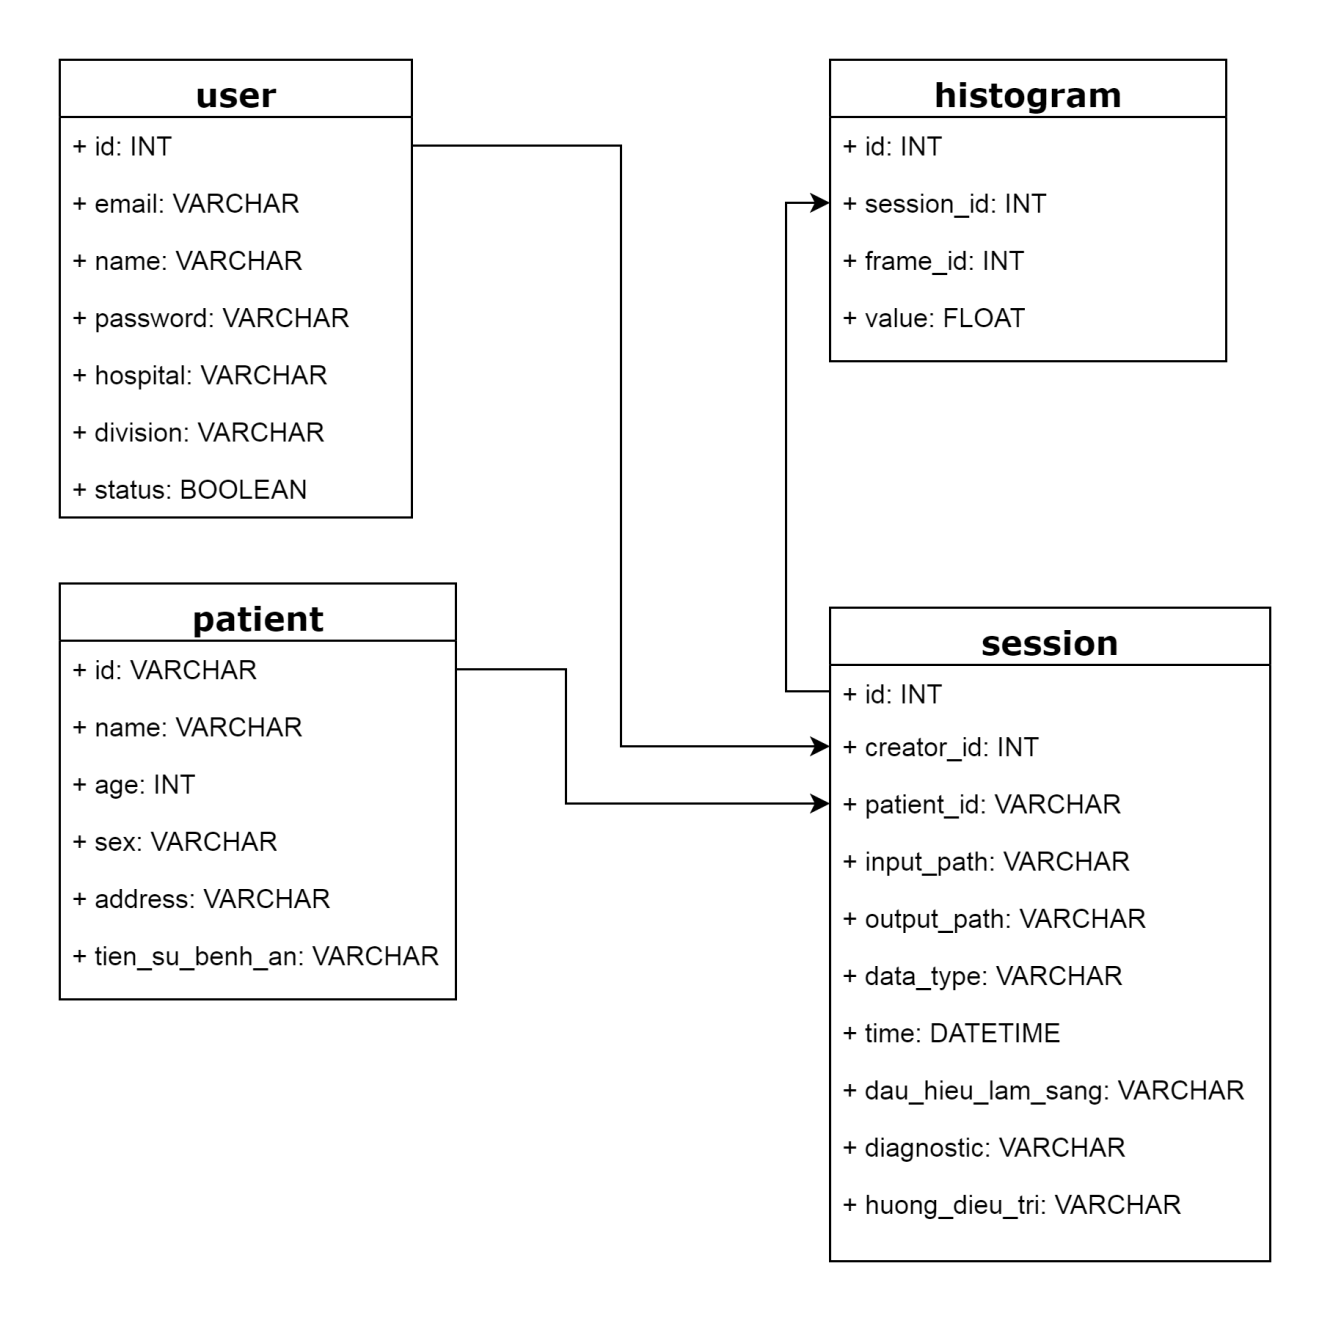 user
+ id: INT
+ email: VARCHAR
+ name: VARCHAR
+ password: VARCHAR
+ hospital: VARCHAR
+ division: VARCHAR
+ status: BOOLEAN
histogram
+ id: INT
+ session_id: INT
+ frame_id: INT
+ value: FLOAT
patient
+ id: VARCHAR
+ name: VARCHAR
+ age: INT
+ sex: VARCHAR
+ address: VARCHAR
+ tien_su_benh_an: VARCHAR
session
+ id: INT
+ creator_id: INT
+ patient_id: VARCHAR
+ input_path: VARCHAR
+ output_path: VARCHAR
+ data_type: VARCHAR
+ time: DATETIME
+ dau_hieu_lam_sang: VARCHAR
+ diagnostic: VARCHAR
+ huong_dieu_tri: VARCHAR